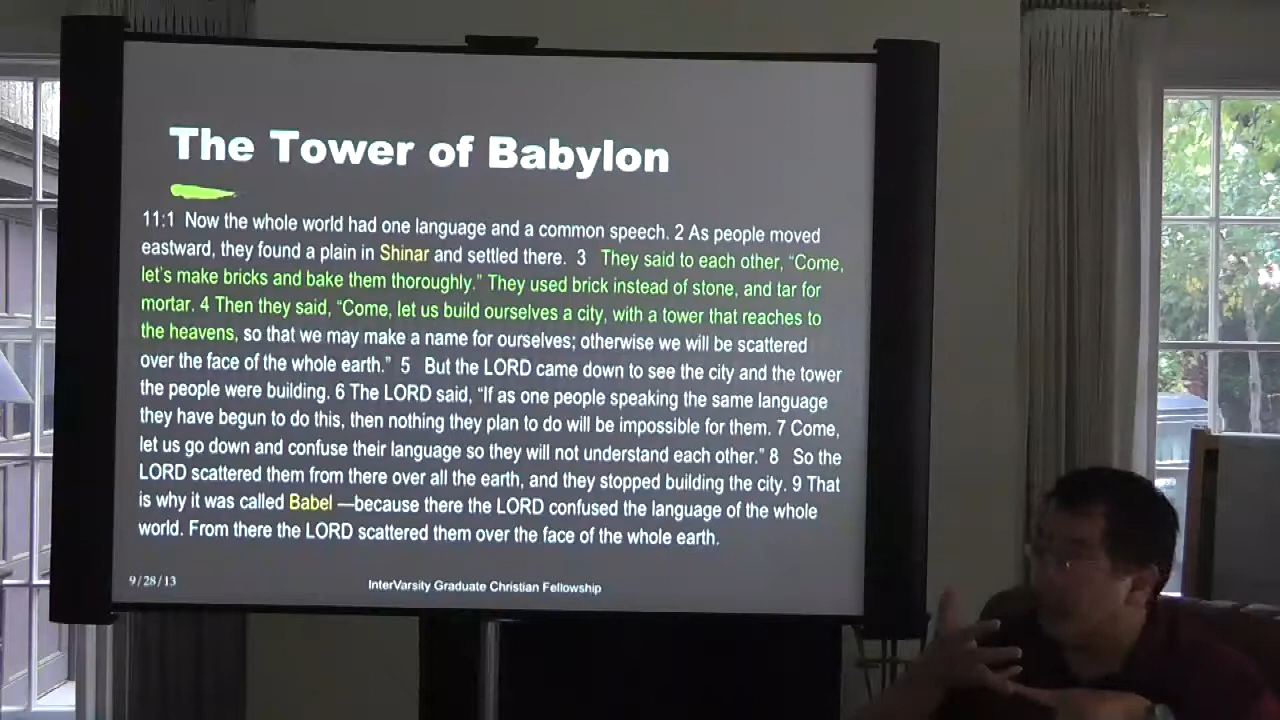 The Tower of Babylon
11:1 Now the whole world had one language and a common speech. 2 As people moved
eastward, they found a plain in Shinar and settled there. 3 They said to each other, “Come,
let’s make bricks and bake them thoroughly.” They used brick instead of stone, and tar for
mortar. 4 Then they said, “Come, let us build ourselves a city, with a tower that reaches to
the heavens, so that we may make a name for ourselves; otherwise we will be scattered
over the face of the whole earth.” 5 But the LORD came down to see the city and the tower
the people were building. 6 The LORD said, “If as one people speaking the same language
they have begun to do this, then nothing they plan to do will be impossible for them. 7 Come,
let us go down and confuse their language so they will not understand each other.” 8 So the
LORD scattered them from there over all the earth, and they stopped building the city. 9 That
is why it was called Babel —because there the LORD confused the language of the whole
world. From there the LORD scattered them over the face of the whole earth.
9/28/13
InterVarsity Graduate Christian Fellowship